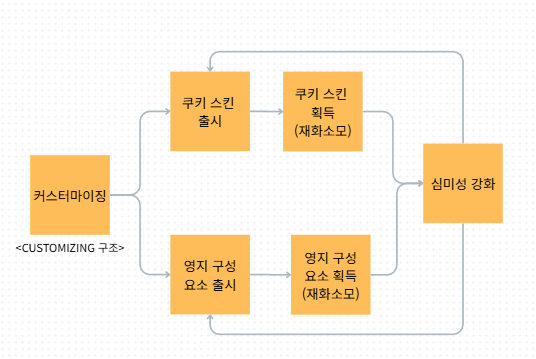 쿠키 스킨
출시
쿠키 스킨
획득
(재화소모)
커스터마이징
심미성 강화
<CUSTOMIZING 구조>
영지 구성
요소 출시
영지 구성
요소 획득
(재화소모)